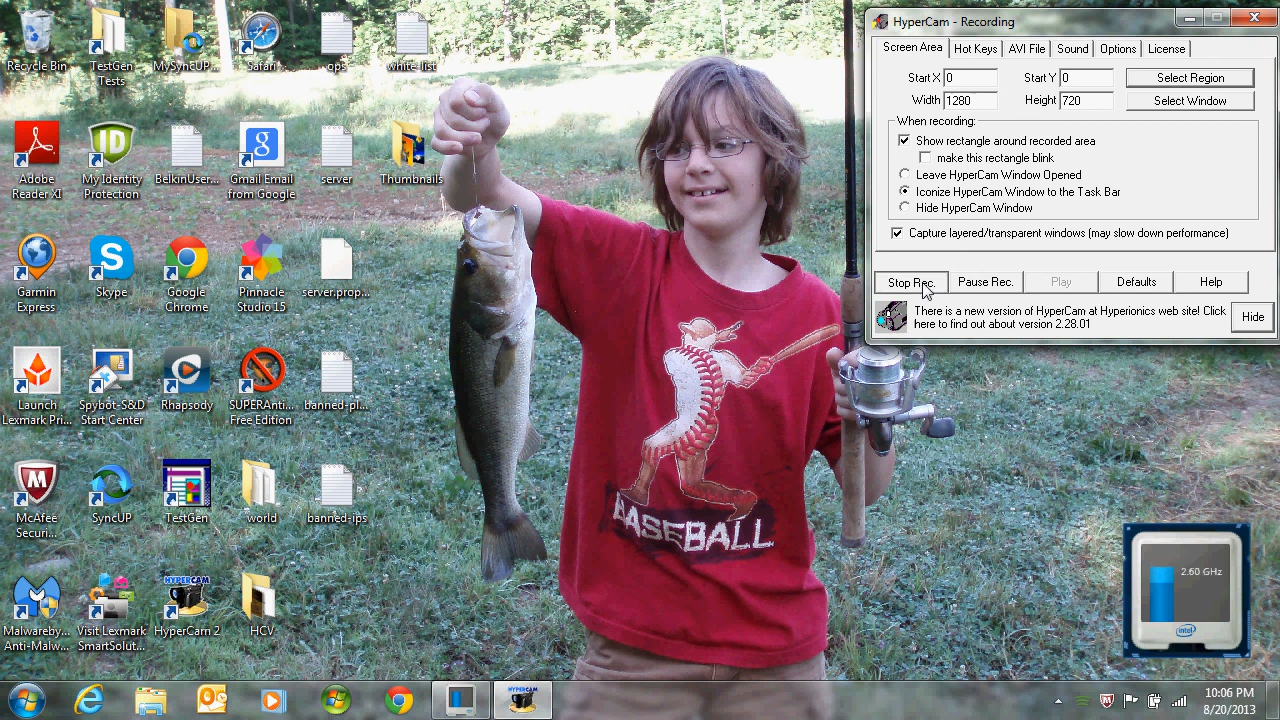 Recycle Bin
TestGen Tests
MySyncUP...
Safari
ops
white-list
Adobe Reader XI
My Identity Protection
BelkinUser...
Gmail Email from Google
server
Thumbnails
Garmin Express
Skype
Google Chrome
Pinnacle Studio 15
server.prop...
Launch Lexmark Pri...
Spybot-S&D Start Center
Rhapsody
SUPERAnti... Free Edition
banned-pl...
McAfee Securi...
SyncUP
TestGen
world
banned-ips
Malwareby... Anti-Malw...
Visit Lexmark SmartSolut...
HYPERCAM
HyperCam 2
HCV
BASEBALL
HyperCam - Recording
Screen Area
Hot Keys
AVI File
Sound
Options
License
Start X
0
Start Y
0
Select Region
Width
1280
Height
720
Select Window
When recording:
Show rectangle around recorded area
make this rectangle blink
Leave HyperCam Window Opened
Iconize HyperCam Window to the Task Bar
Hide HyperCam Window
Capture layered/transparent windows (may slow down performance)
Stop Rec.
Pause Rec.
Play
Defaults
Help
There is a new version of HyperCam at Hyperionics web site! Click
here to find out about version 2.28.01
Hide
2.60 GHz
intel
HYPERCAM
10:06 PM
8/20/2013